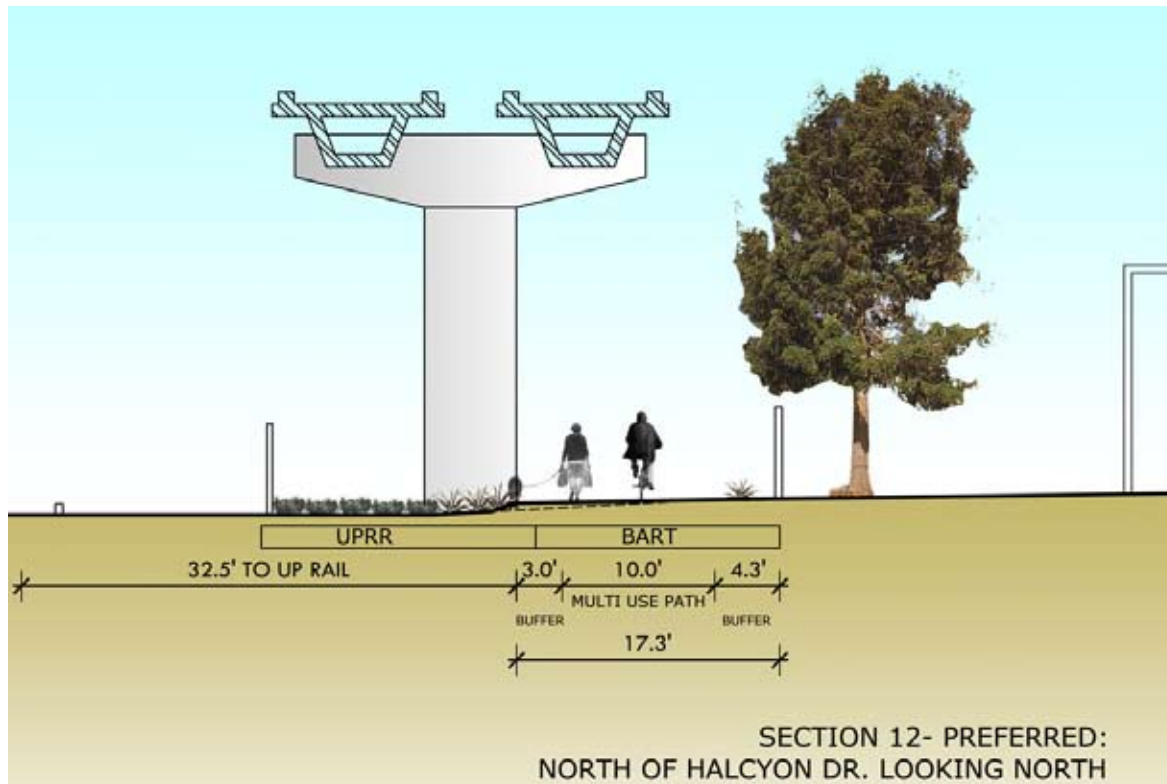 UPRR BART
32.5' TO UP RAIL 3.0' 10.0' 4.3'
MULTI USE PATH
BUFFER BUFFER
17.3'
SECTION 12- PREFERRED:
NORTH OF HALCYON DR. LOOKING NORTH